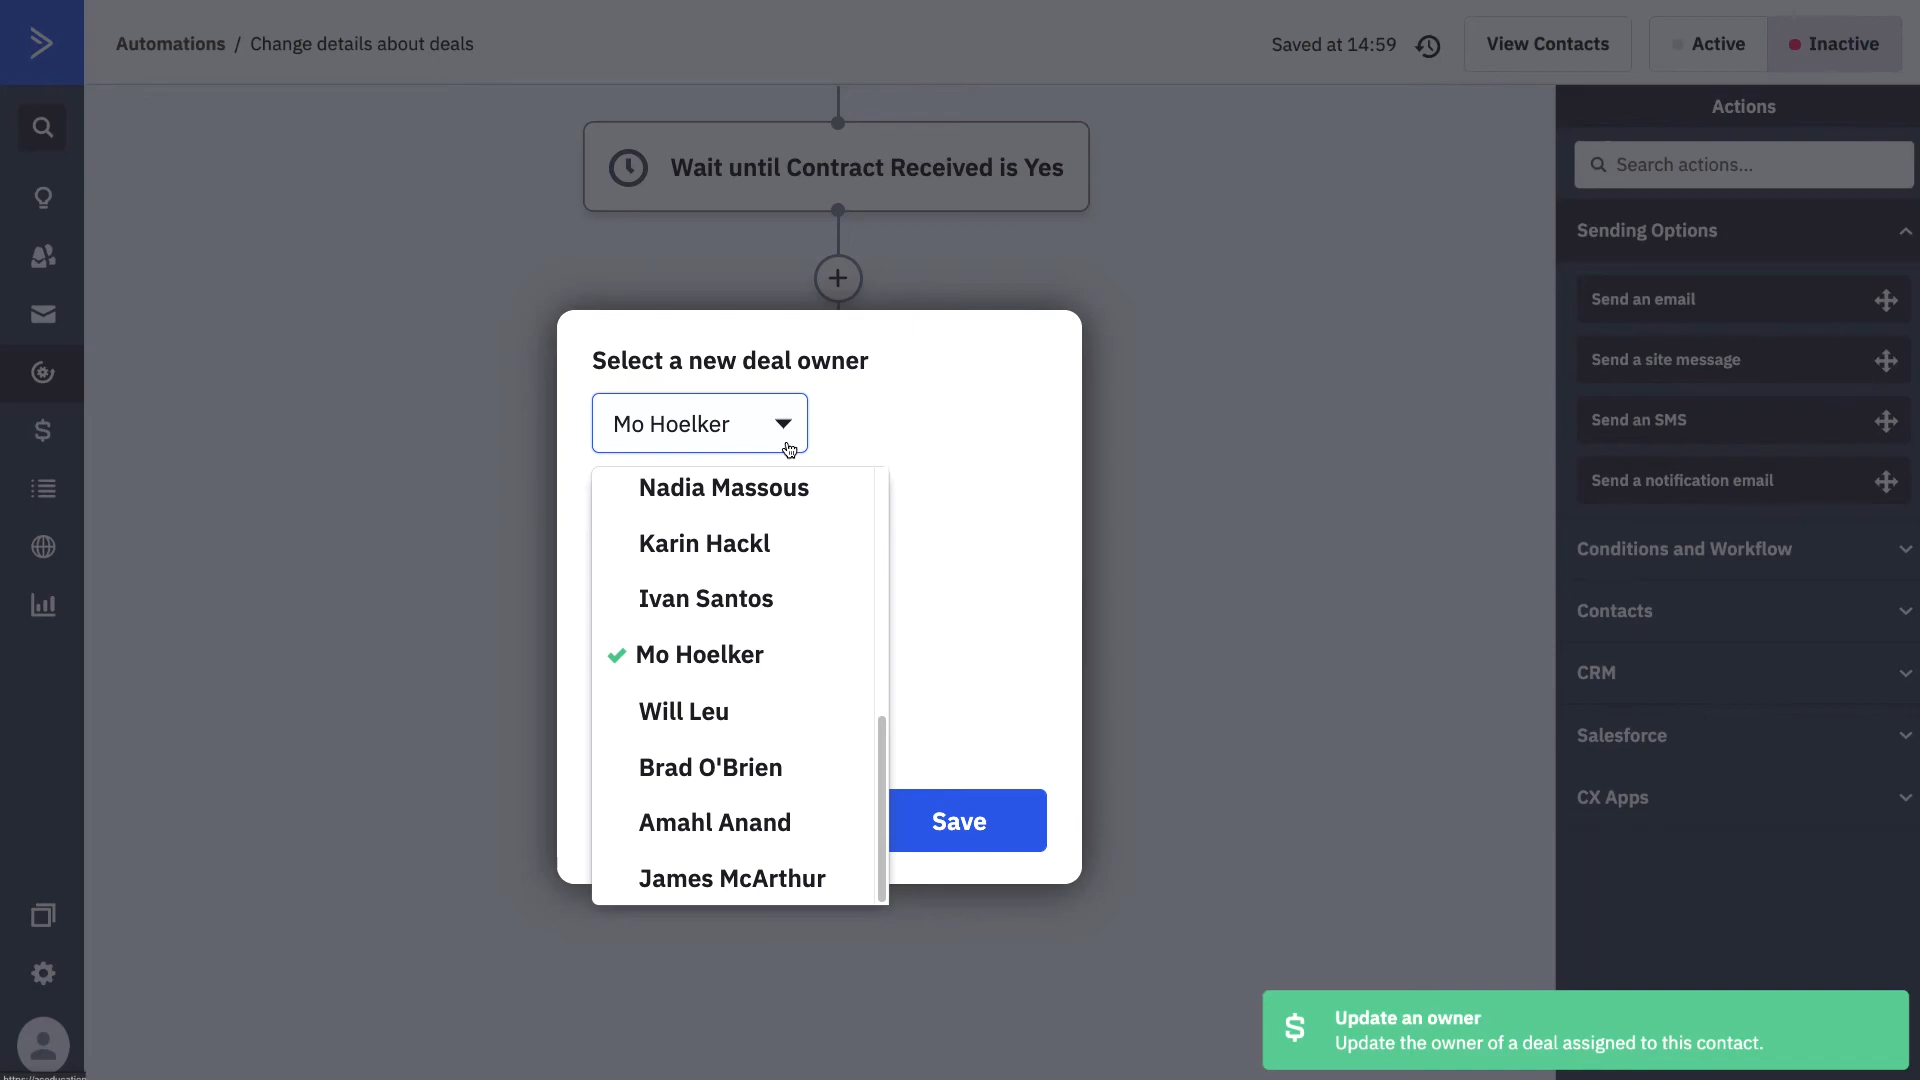 Automations / Change details about deals
Saved at 14:59
View Contacts
Active
Inactive
Wait until Contract Received is Yes
Select a new deal owner
Mo Hoelker
Nadia Massous
Karin Hackl
Ivan Santos
Mo Hoelker
Will Leu
Brad O'Brien
Amahl Anand
James McArthur
Save
Actions
Search actions...
Sending Options
Send an email
Send a site message
Send an SMS
Send a notification email
Conditions and Workflow
Contacts
CRM
Salesforce
CX Apps
Update an owner
Update the owner of a deal assigned to this contact.